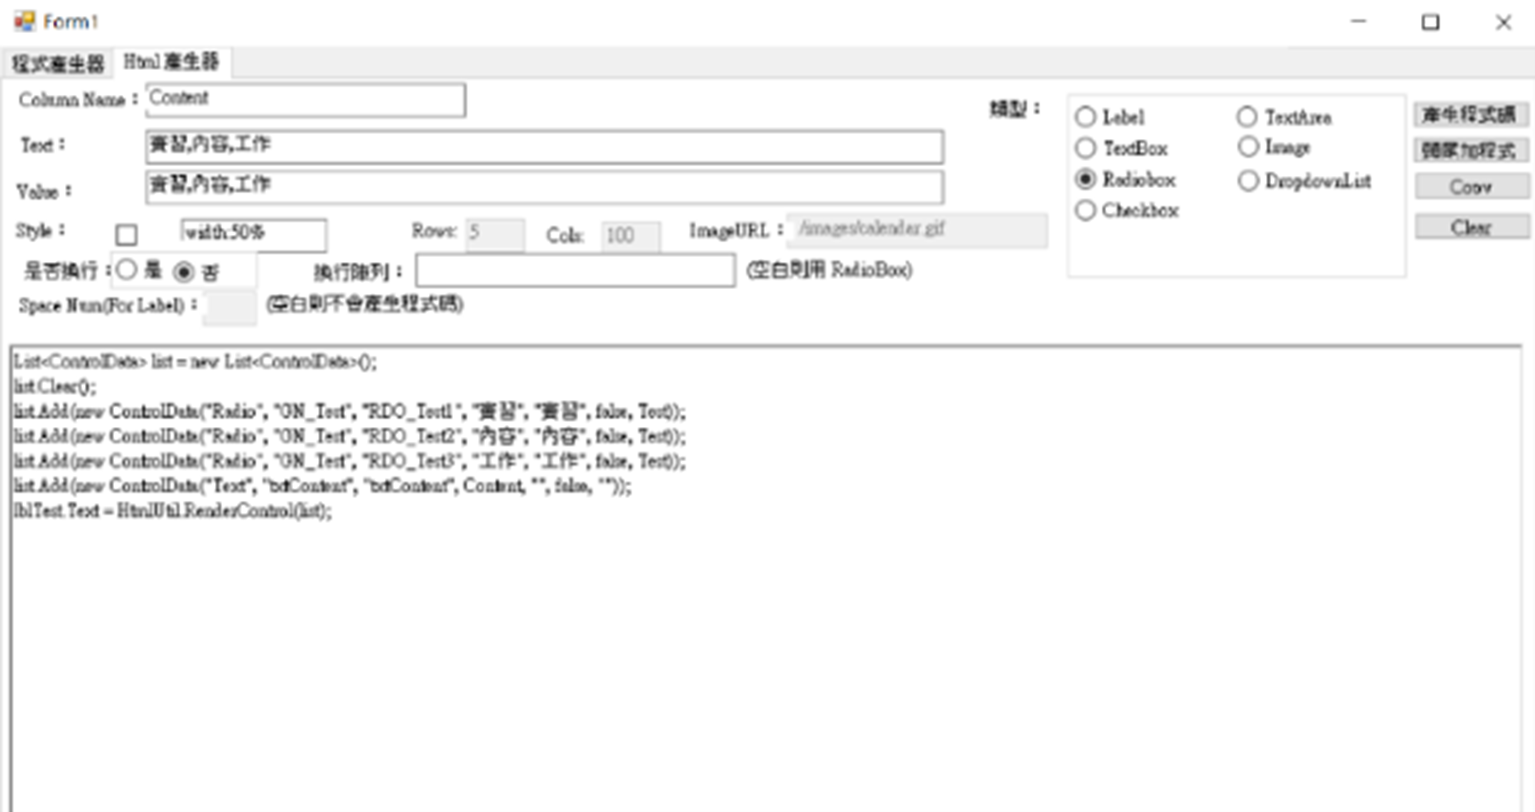 Form1
程式產生器 Html 產生器
Column Name： Content
類型：
Label TextArea
產生程式碼
Text： 實習,內容,工作
TextBox Image
加程式
Value： 實習,內容,工作
Radiobox DropdownList
Copy
Checkbox
Style： width:50% Rows: 5 Cols: 100 ImageURL： /images/calendar.gif
Clear
是否換行： 是 否 換行陣列： (空白則用 RadioBox)
Space Num(For Label)： (空白則不會產生程式碼)
List<ControlData> list = new List<ControlData>();
list.Clear();
list.Add(new ControlData("Radio", "GN_Test", "RDO_Test1", "實習", "實習", false, Test));
list.Add(new ControlData("Radio", "GN_Test", "RDO_Test2", "內容", "內容", false, Test));
list.Add(new ControlData("Radio", "GN_Test", "RDO_Test3", "工作", "工作", false, Test));
list.Add(new ControlData("Text", "txtContent", "txtContent", Content, "", false, ""));
lblTest.Text = HtmlUtil.RenderControl(list);